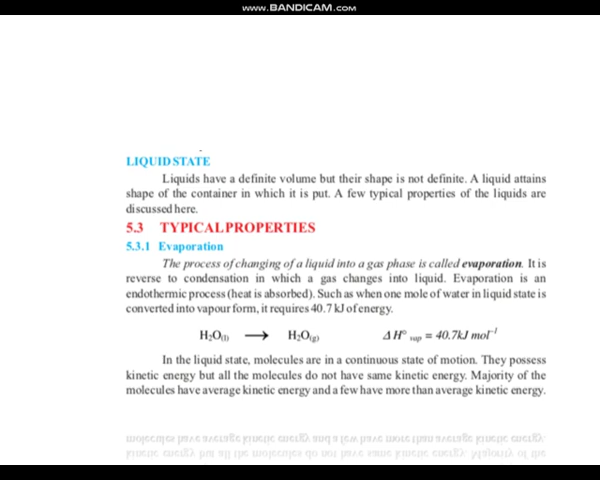 www.BANDICAM.com
LIQUID STATE
Liquids have a definite volume but their shape is not definite. A liquid attains
shape of the container in which it is put. A few typical properties of the liquids are
discussed here.
5.3 TYPICAL PROPERTIES
5.3.1 Evaporation
The process of changing of a liquid into a gas phase is called evaporation. It is
reverse to condensation in which a gas changes into liquid. Evaporation is an
endothermic process (heat is absorbed). Such as when one mole of water in liquid state is
converted into vapour form, it requires 40.7 kJ of energy.
H₂O(l) ⟶ H₂O(g) ΔH° vap = 40.7kJ mol⁻¹
In the liquid state, molecules are in a continuous state of motion. They possess
kinetic energy but all the molecules do not have same kinetic energy. Majority of the
molecules have average kinetic energy and a few have more than average kinetic energy.